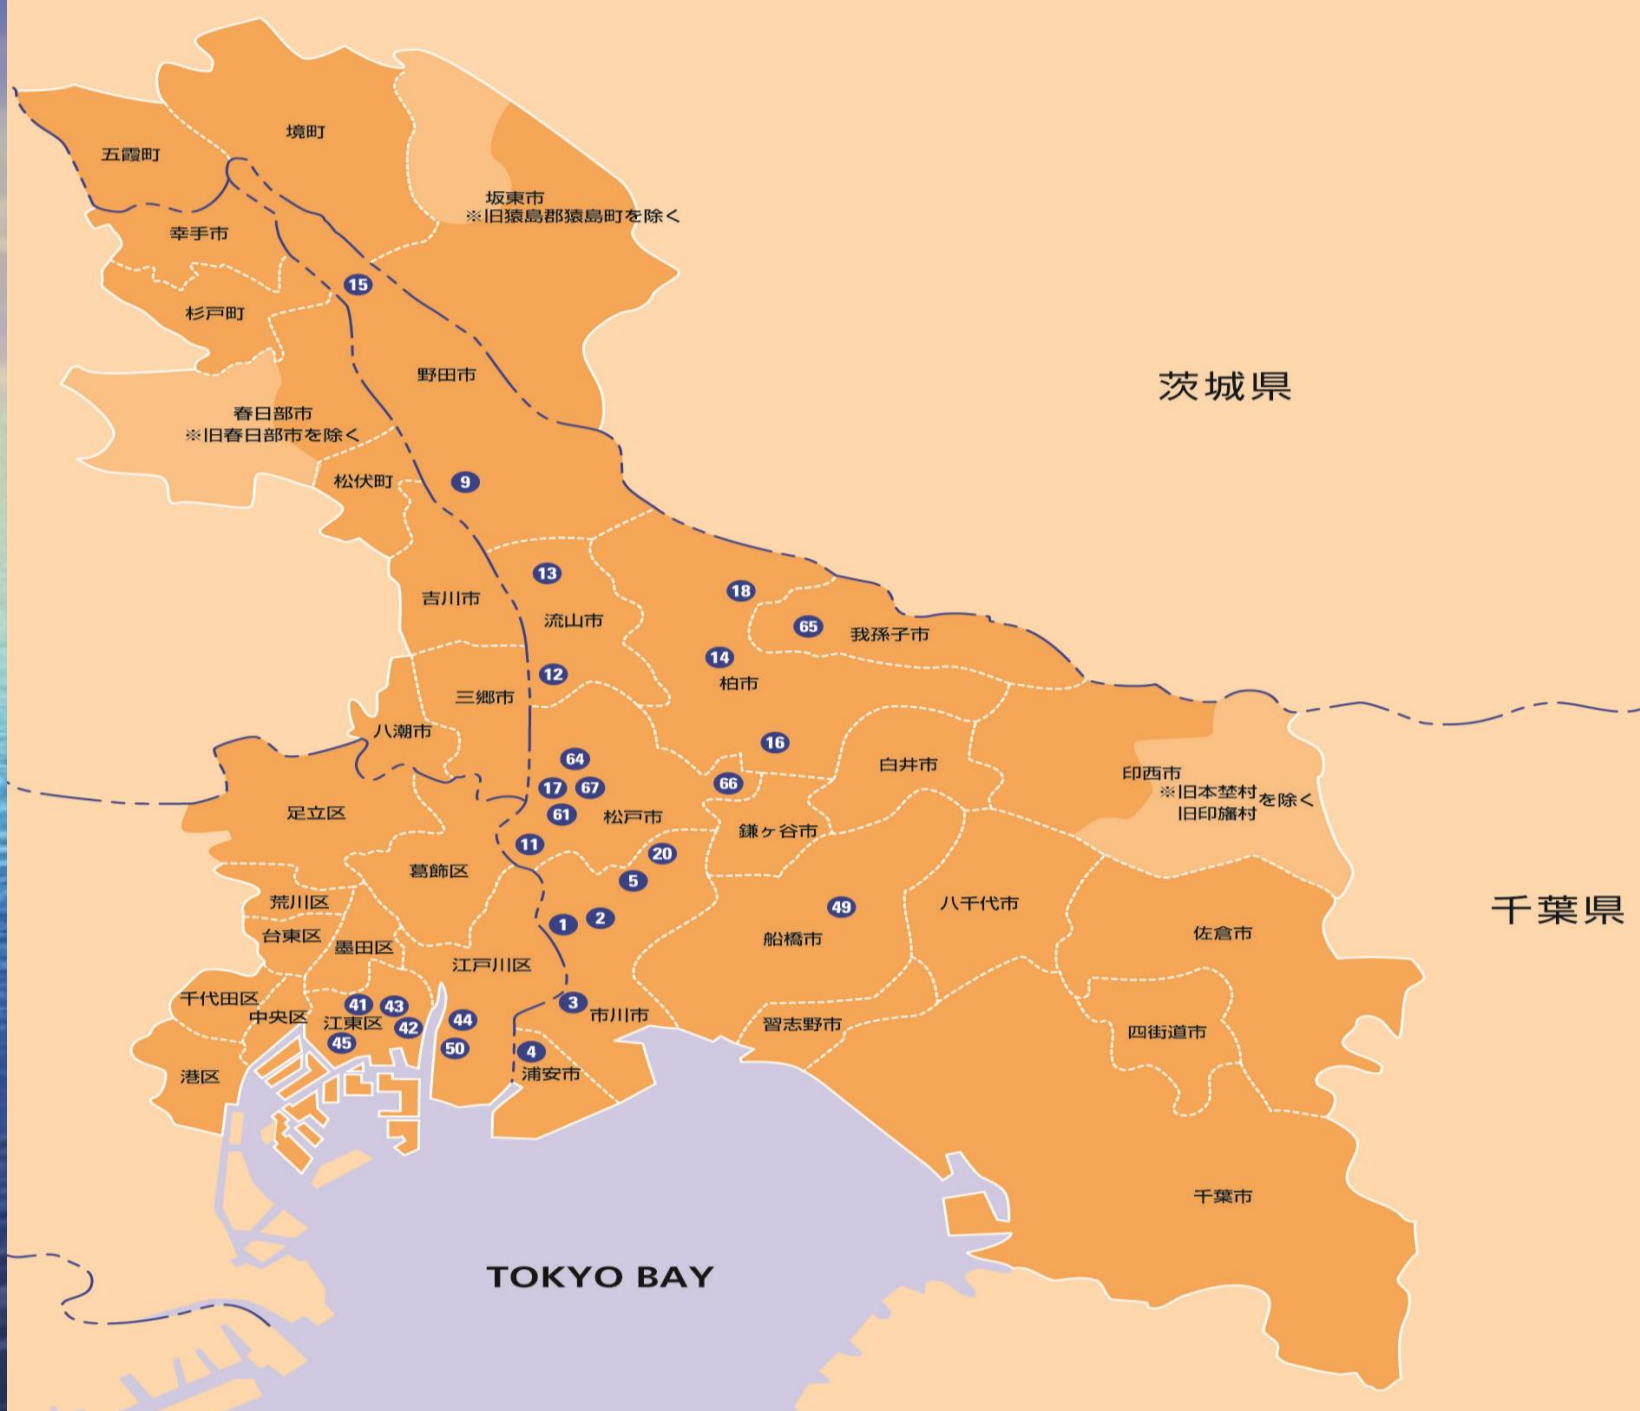 境町
五霞町
坂東市
※旧猿島郡猿島町を除く
幸手市
15
杉戸町
野田市
茨城県
春日部市
※旧春日部市を除く
松伏町
9
13
18
吉川市
流山市
65
我孫子市
12
14
柏市
三郷市
八潮市
16
64
白井市
印西市
※旧本埜村
旧印旛村
を除く
17
67
66
足立区
61
松戸市
鎌ヶ谷市
11
20
葛飾区
5
荒川区
49
八千代市
千葉県
台東区
墨田区
1
2
船橋市
佐倉市
江戸川区
千代田区
41
43
3
中央区
江東区
42
44
市川市
習志野市
四街道市
45
50
4
港区
浦安市
千葉市
TOKYO BAY